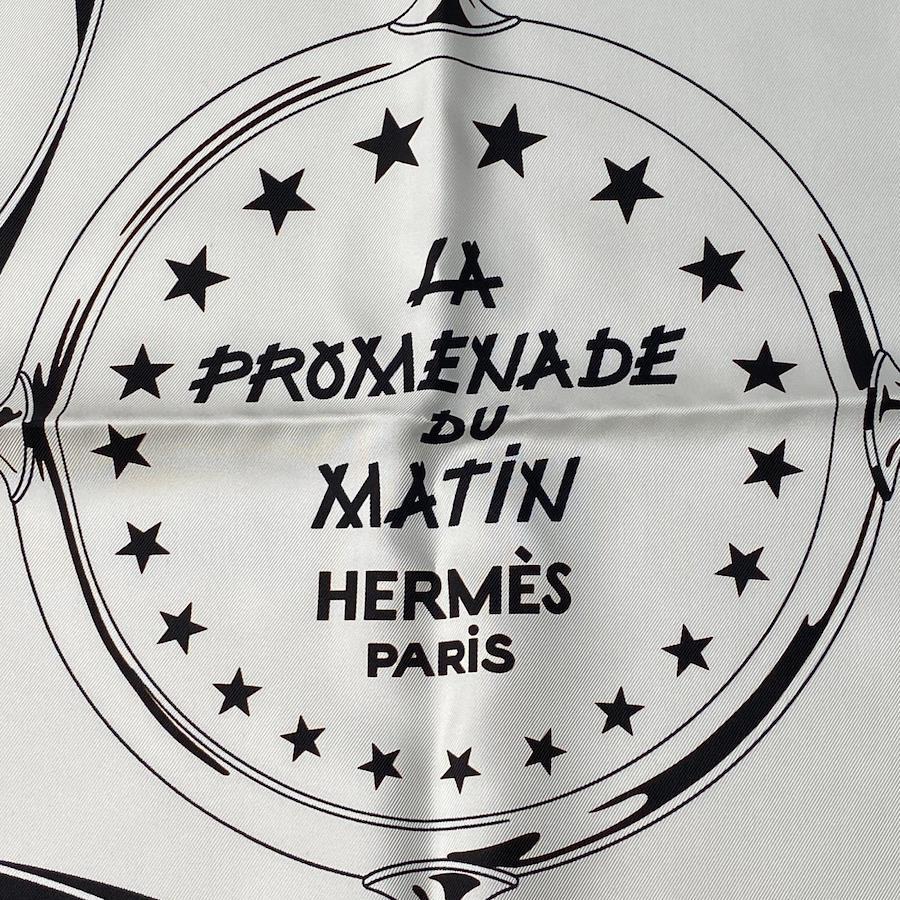 LA
PROMENADE
DU
MATiN
HERMÈS
PARiS